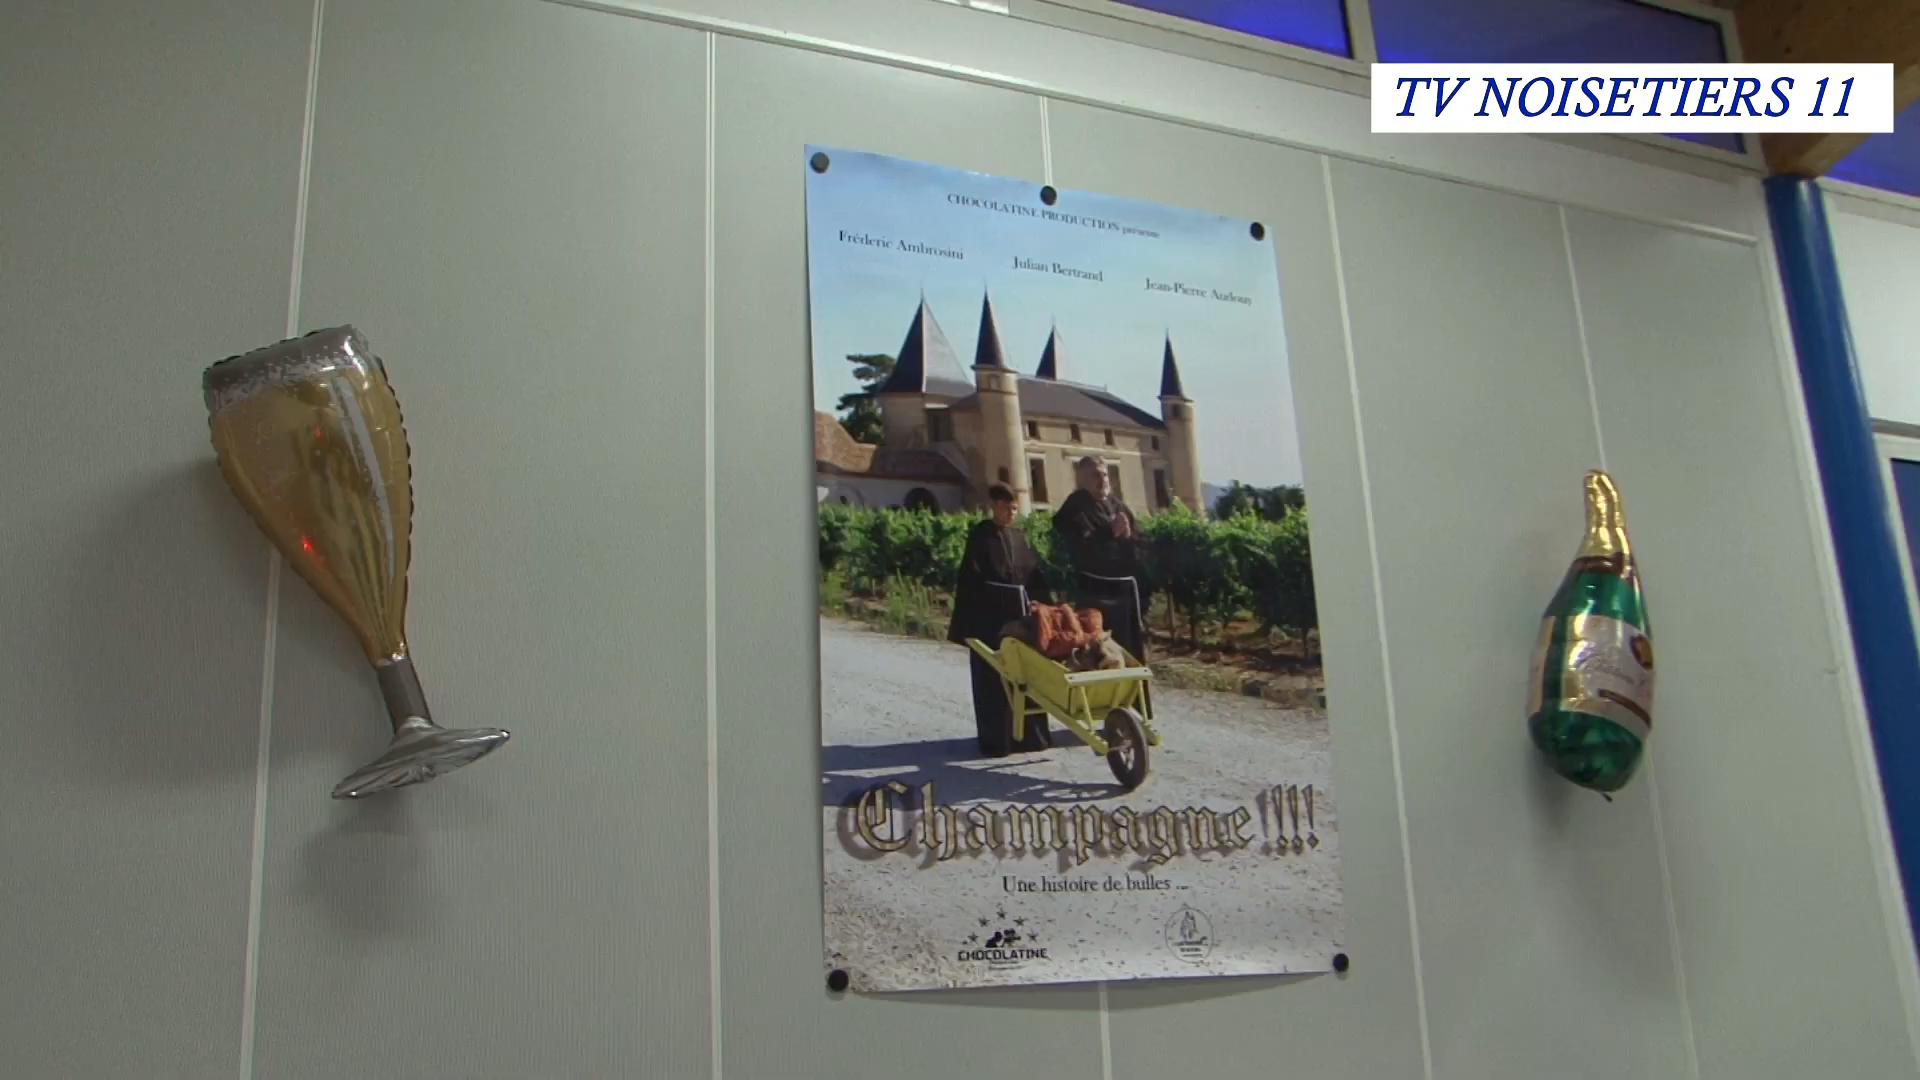 TV NOISETIERS 11
CHOCOLATINE PRODUCTION présente
Fréderic Ambrosini
Julian Bertrand
Jean-Pierre Audouy
Champagne!!!!
Une histoire de bulles ...
CHOCOLATINE